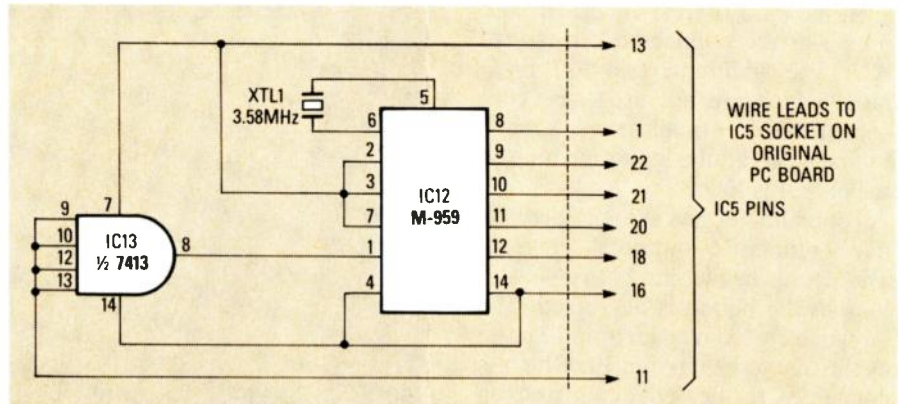 13
XTL1
3.58MHz
5
6
8
1
2
9
22
3
10
21
7
11
20
IC12
M-959
12
18
1
14
16
4
7
9
10
12
13
IC13
½ 7413
8
14
11
WIRE LEADS TO
IC5 SOCKET ON
ORIGINAL
PC BOARD
IC5 PINS